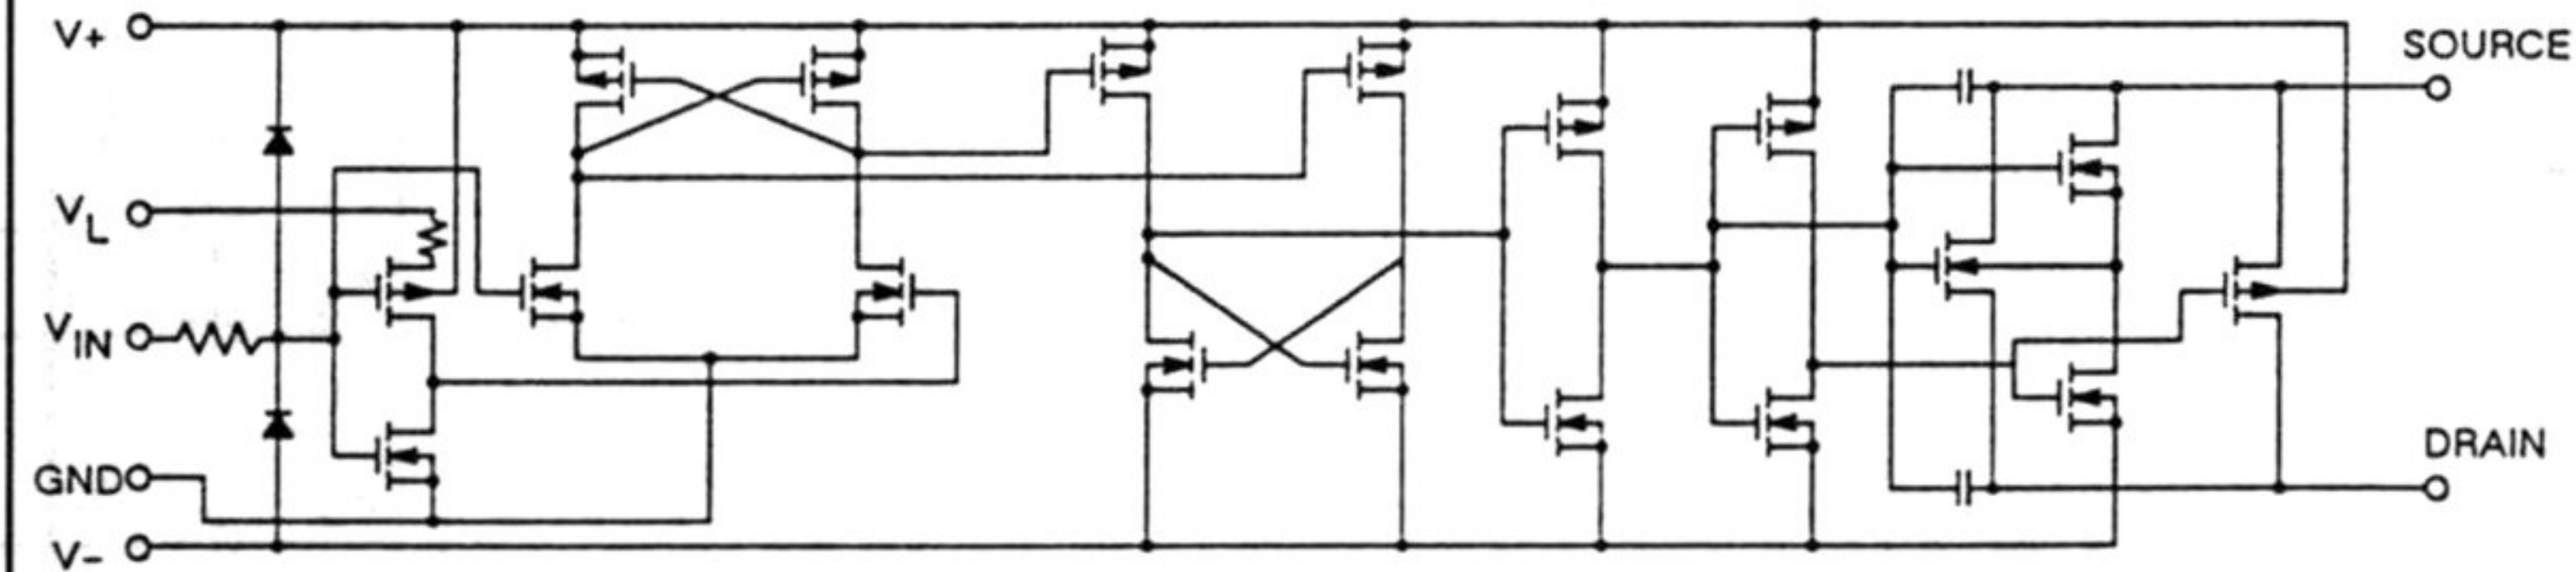 V+
SOURCE
VL
VIN
GND
DRAIN
V-